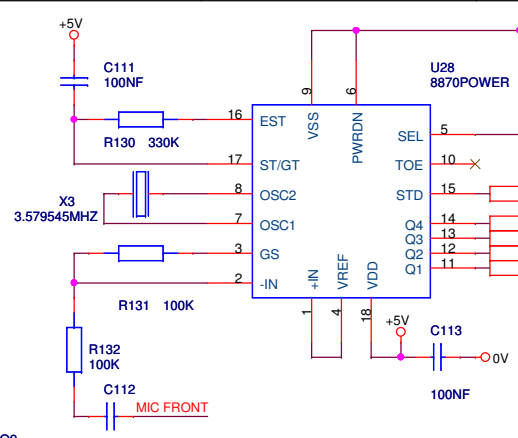 +5V
C111
100NF
U28
8870POWER
9
6
16
EST
VSS
PWRDN
SEL
5
R130 330K
17
ST/GT
TOE
10
X3
3.579545MHZ
8
OSC2
STD
15
7
OSC1
Q4
14
Q3
13
3
GS
Q2
12
2
-IN
Q1
11
+IN
VREF
VDD
R131 100K
1
4
18
+5V
C113
R132
100K
0V
C112
100NF
MIC FRONT